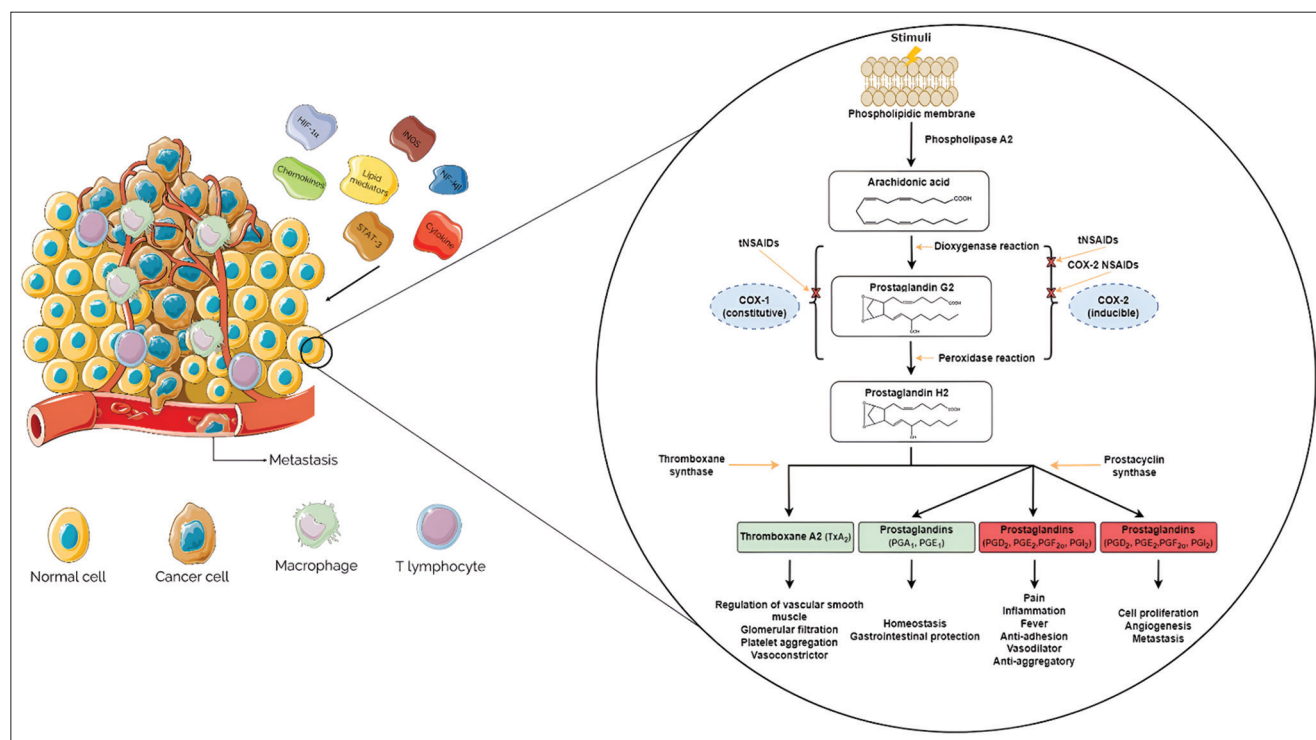 HIF-1α
iNOS
Chemokines
Lipid
mediators
NF-kβ
STAT-3
Cytokine
Metastasis
Normal cell
Cancer cell
Macrophage
T lymphocyte
Stimuli
Phospholipidic membrane
Phospholipase A2
Arachidonic acid
COOH
Dioxygenase reaction
tNSAIDs
tNSAIDs
COX-2 NSAIDs
Prostaglandin G2
COOH
OOH
COX-1
(constitutive)
COX-2
(inducible)
Peroxidase reaction
Prostaglandin H2
COOH
OH
Thromboxane
synthase
Prostacyclin
synthase
Thromboxane A2 (TxA₂)
Prostaglandins
(PGA₁, PGE₁)
Prostaglandins
(PGD₂, PGE₂,PGF₂α, PGI₂)
Prostaglandins
(PGD₂, PGE₂,PGF₂α, PGI₂)
Regulation of vascular smooth
muscle
Glomerular filtration
Platelet aggregation
Vasoconstrictor
Homeostasis
Gastrointestinal protection
Pain
Inflammation
Fever
Anti-adhesion
Vasodilator
Anti-aggregatory
Cell proliferation
Angiogenesis
Metastasis